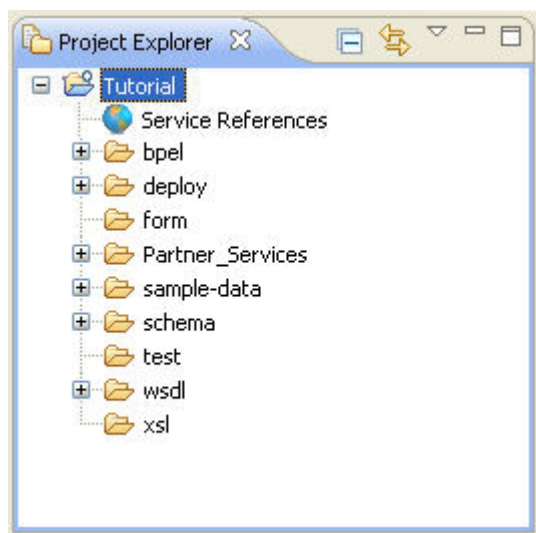 Project Explorer
Tutorial
Service References
bpel
deploy
form
Partner_Services
sample-data
schema
test
wsdl
xsl